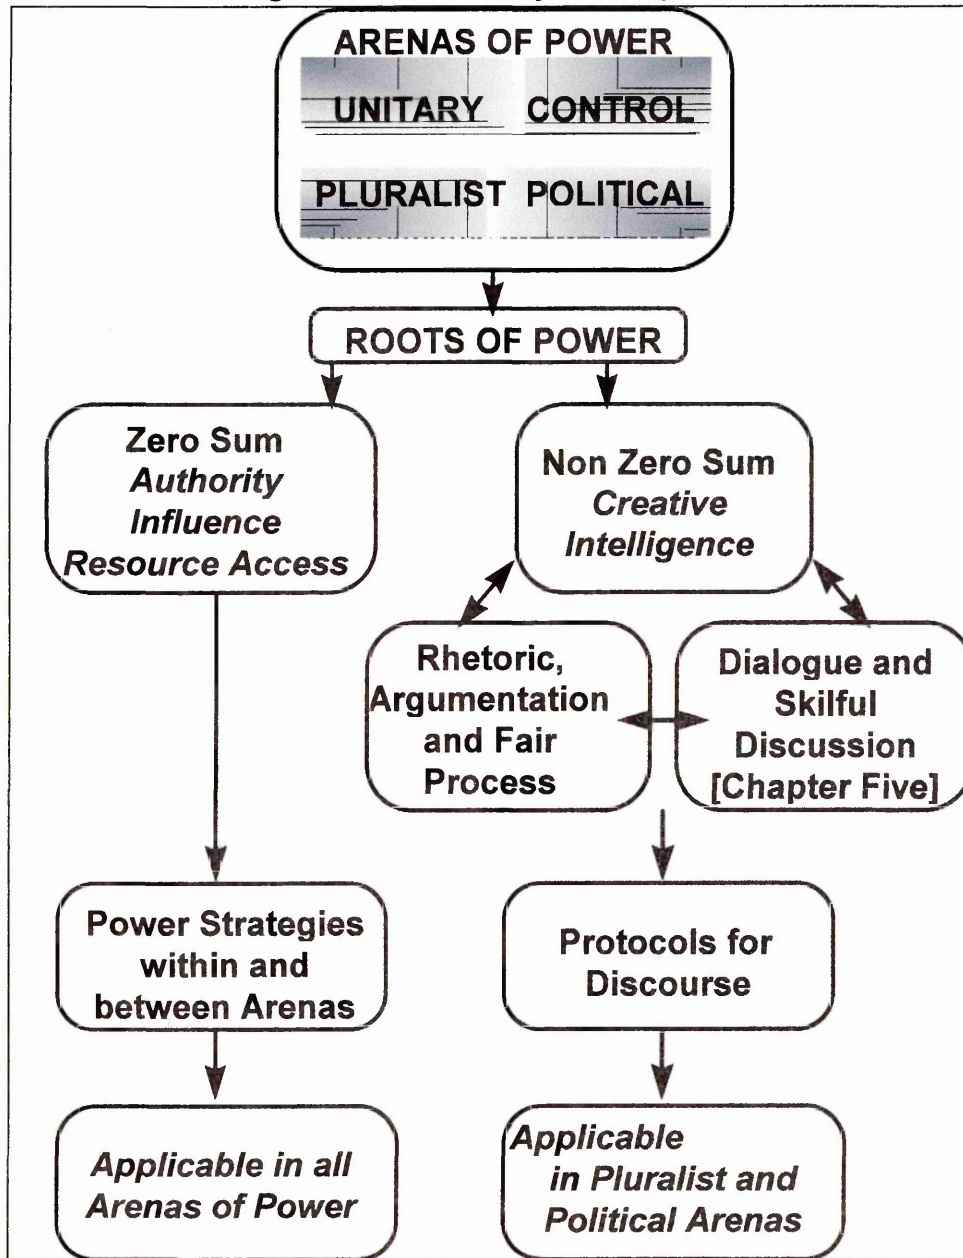 ARENAS OF POWER
UNITARY CONTROL
PLURALIST POLITICAL
ROOTS OF POWER
Zero Sum
Authority
Influence
Resource Access
Non Zero Sum
Creative
Intelligence
Rhetoric,
Argumentation
and Fair
Process
Dialogue and
Skilful
Discussion
[Chapter Five]
Power Strategies
within and
between Arenas
Protocols for
Discourse
Applicable in all
Arenas of Power
Applicable
in Pluralist and
Political Arenas